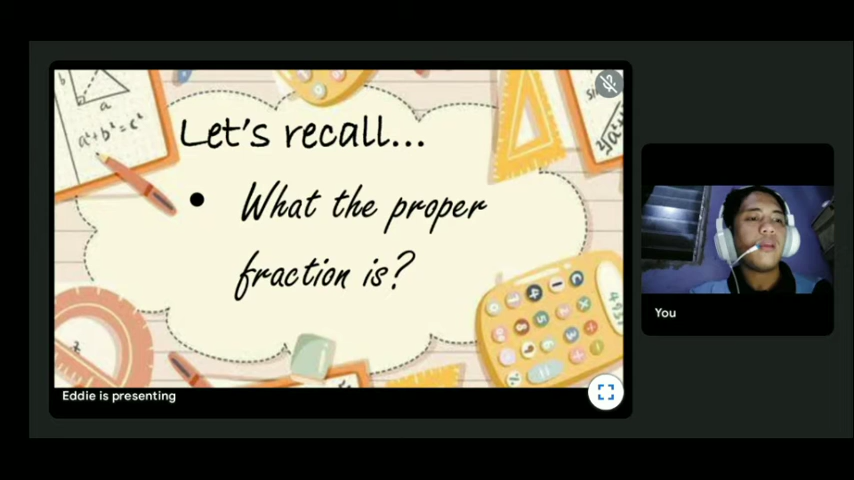 b
a
a²+b²=c²
Let's recall...
• What the proper
fraction is?
Eddie is presenting
You